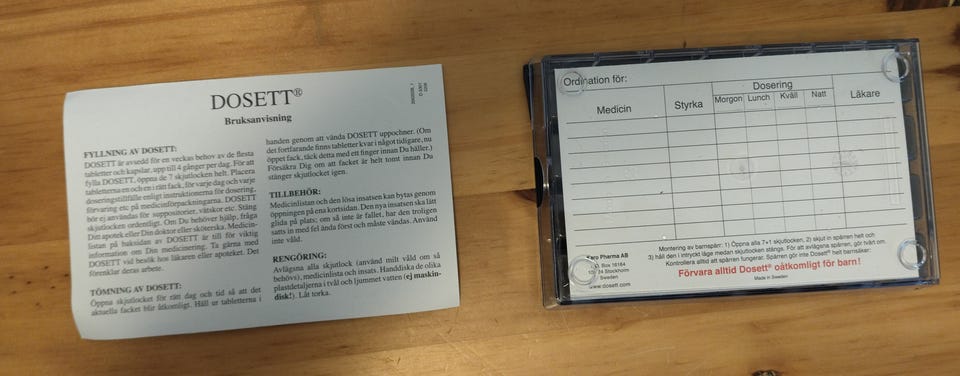 DOSETT®
Bruksanvisning
FYLLNING AV DOSETT:
DOSETT är avsedd för en veckas behov av de flesta
tabletter och kapslar, upp till 4 gånger per dag. För att
fylla DOSETT, öppna de 7 skjutlocken helt. Placera
tabletterna en och en i rätt fack, för varje dag och varje
doseringstillfälle enligt instruktionerna för dosering,
förvaring etc på medicinförpackningarna. DOSETT
bör ej användas för suppositorier, vätskor etc. Stäng
skjutlocken ordentligt. Om Du behöver hjälp, fråga
Din apotek eller Din doktor eller sköterska. Medicin-
listan på baksidan av DOSETT är till för viktig
information om Din medicinering. Ta gärna med
DOSETT vid besök hos läkaren eller apoteket. Det
förenklar deras arbete.
TÖMNING AV DOSETT:
Öppna skjutlocket för rätt dag och tid så att det
aktuella facket blir åtkomligt. Häll ur tabletterna i
handen genom att vända DOSETT uppochner. (Om
det fortfarande finns tabletter kvar i något tidigare, nu
öppet fack, täck detta med ett finger innan Du häller.)
Försäkra Dig om att facket är helt tomt innan Du
stänger skjutlocket igen.
TILLBEHÖR:
Medicinlistan och den lösa insatsen kan bytas genom
öppningen på ena kortsidan. Den nya insatsen ska lätt
glida på plats; om så inte är fallet, har den troligen
satts in med fel ända först och måste vändas. Använd
inte våld.
RENGÖRING:
Avlägsna alla skjutlock (använd milt våld om så
behövs), medicinlista och insats. Handdiska de olika
plastdetaljerna i tvål och ljummet vatten (ej maskin-
disk!). Låt torka.
Ordination för:
Medicin
Styrka
Dosering
Morgon
Lunch
Kväll
Natt
Läkare
Montering av barnspärr: 1) Öppna alla 7+1 skjutlocken, 2) skjut in spärren helt och
3) håll den i intryckt läge medan skjutlocken stängs. För att avlägsna spärren, gör tvärt om.
Kontrollera alltid att spärren fungerar. Spärren gör inte Dosett® helt barnsäker.
Förvara alltid Dosett® oåtkomligt för barn!
Made in Sweden
Pharma AB
Box 16184
24 Stockholm
Sweden
www.dosett.com